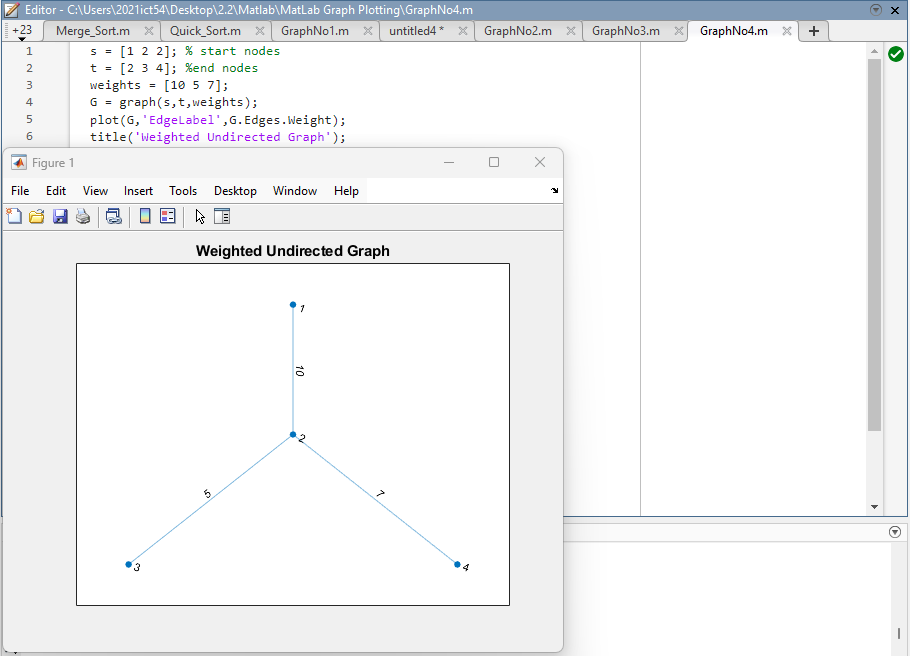 Editor - C:\Users\2021ict54\Desktop\2.2\Matlab\MatLab Graph Plotting\GraphNo4.m
+23 Merge_Sort.m Quick_Sort.m GraphNo1.m untitled4 * GraphNo2.m GraphNo3.m GraphNo4.m +
1 s = [1 2 2]; % start nodes
2 t = [2 3 4]; %end nodes
3 weights = [10 5 7];
4 G = graph(s,t,weights);
5 plot(G,'EdgeLabel',G.Edges.Weight);
6 title('Weighted Undirected Graph');
Figure 1
File Edit View Insert Tools Desktop Window Help
Weighted Undirected Graph
1
10
2
5 7
3 4